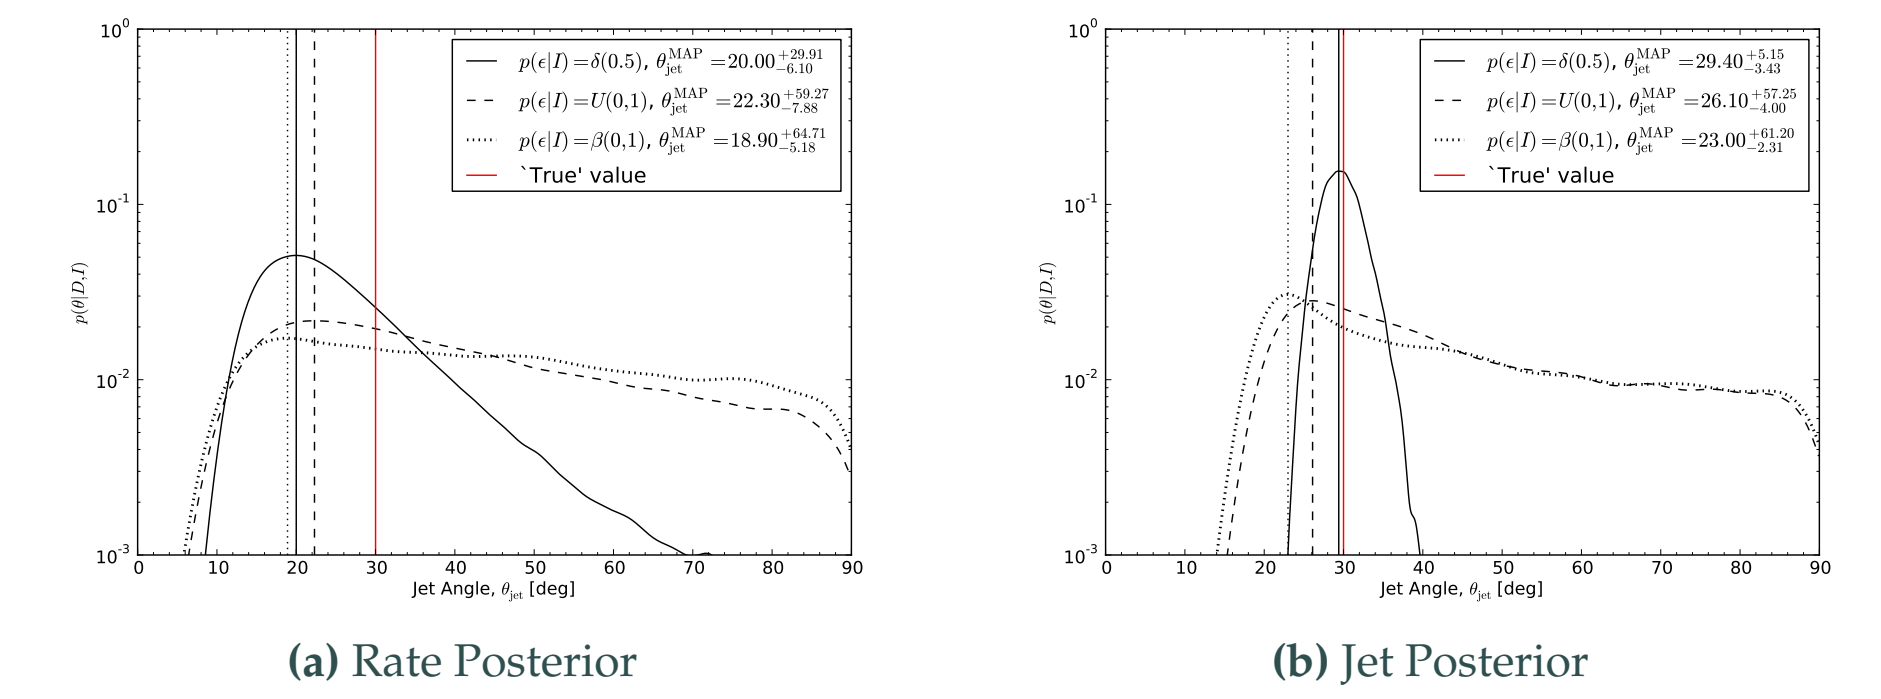 10^0
10^-1
10^-2
10^-3
p(θ|D,I)
p(ϵ|I)=δ(0.5), θ_jet^MAP=20.00^{+29.91}_{−6.10}
p(ϵ|I)=U(0,1), θ_jet^MAP=22.30^{+59.27}_{−7.88}
p(ϵ|I)=β(0,1), θ_jet^MAP=18.90^{+64.71}_{−5.18}
`True' value
0 10 20 30 40 50 60 70 80 90
Jet Angle, θ_jet [deg]
(a) Rate Posterior
10^0
10^-1
10^-2
10^-3
p(θ|D,I)
p(ϵ|I)=δ(0.5), θ_jet^MAP=29.40^{+5.15}_{−3.43}
p(ϵ|I)=U(0,1), θ_jet^MAP=26.10^{+57.25}_{−4.00}
p(ϵ|I)=β(0,1), θ_jet^MAP=23.00^{+61.20}_{−2.31}
`True' value
0 10 20 30 40 50 60 70 80 90
Jet Angle, θ_jet [deg]
(b) Jet Posterior